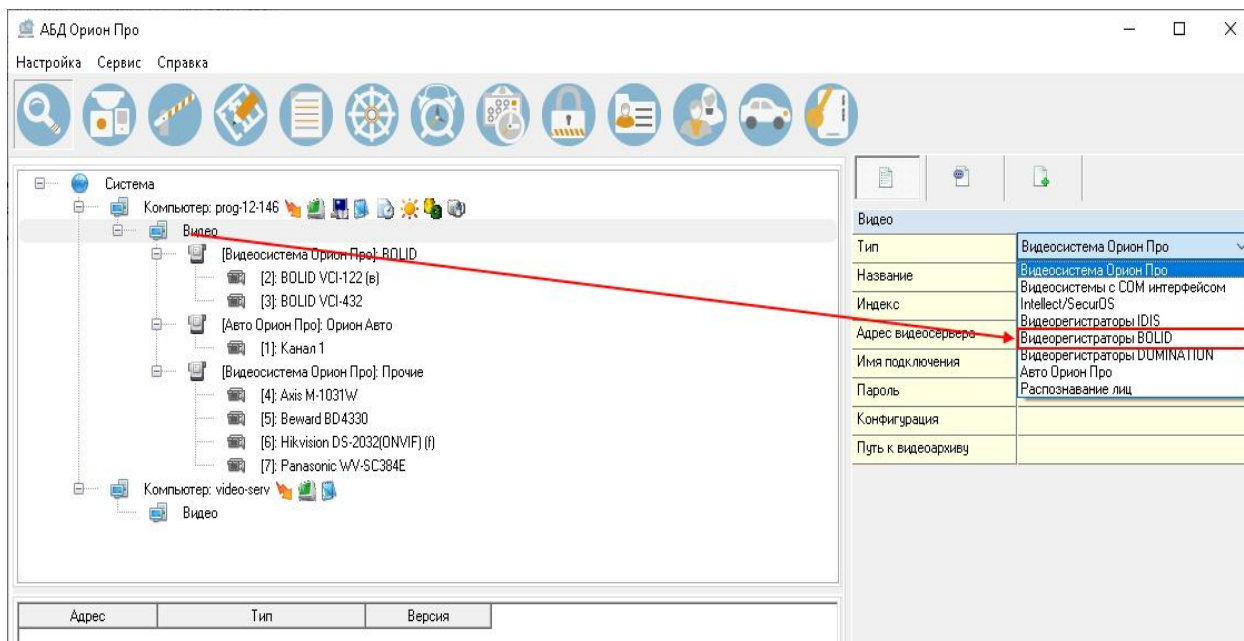 АБД Орион Про
Настройка Сервис Справка
Система
Компьютер: prog-12-146
Видео
[Видеосистема Орион Про]: BOLID
[2]: BOLID VCI-122 (в)
[3]: BOLID VCI-432
[Авто Орион Про]: Орион Авто
[1]: Канал 1
[Видеосистема Орион Про]: Прочие
[4]: Axis M-1031W
[5]: Beward BD4330
[6]: Hikvision DS-2032(ONVIF) (f)
[7]: Panasonic WV-SC384E
Компьютер: video-serv
Видео
Адрес Тип Версия
Видео
Тип Видеосистема Орион Про
Название
Индекс
Адрес видеосервера
Имя подключения
Пароль
Конфигурация
Путь к видеоархиву
Видеосистема Орион Про
Видеосистемы с COM интерфейсом
Intellect/SecurOS
Видеорегистраторы IDIS
Видеорегистраторы BOLID
Видеорегистраторы DOMINATION
Авто Орион Про
Распознавание лиц